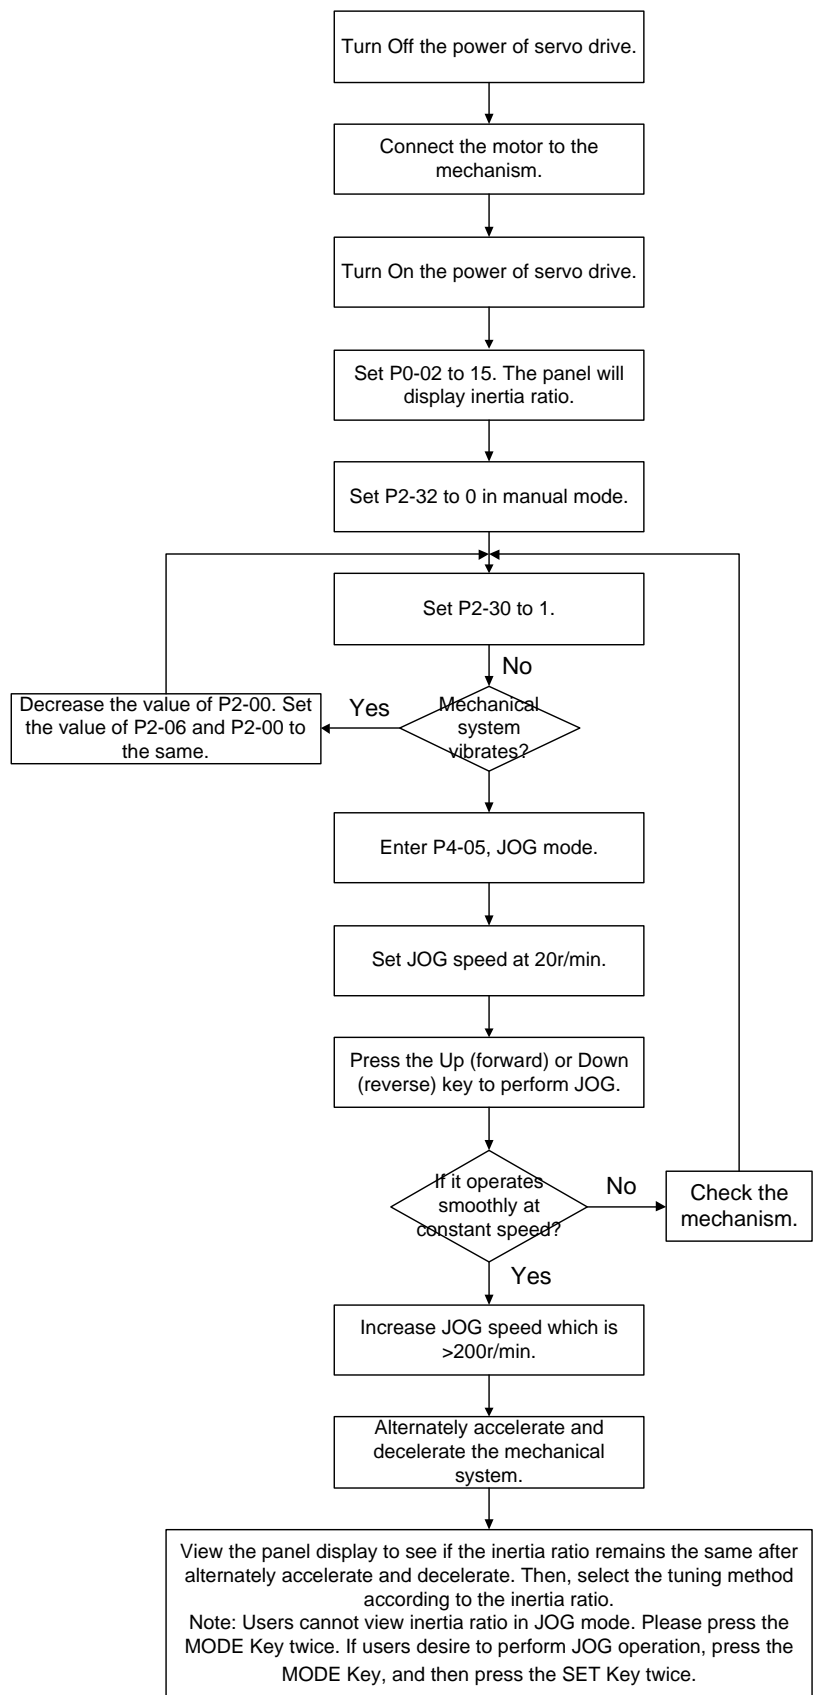 Turn Off the power of servo drive.
Connect the motor to the
mechanism.
Turn On the power of servo drive.
Set P0-02 to 15. The panel will
display inertia ratio.
Set P2-32 to 0 in manual mode.
Set P2-30 to 1.
No
Decrease the value of P2-00. Set
the value of P2-06 and P2-00 to
the same.
Yes
Mechanical
system
vibrates?
Enter P4-05, JOG mode.
Set JOG speed at 20r/min.
Press the Up (forward) or Down
(reverse) key to perform JOG.
If it operates
smoothly at
constant speed?
No
Check the
mechanism.
Yes
Increase JOG speed which is
>200r/min.
Alternately accelerate and
decelerate the mechanical
system.
View the panel display to see if the inertia ratio remains the same after
alternately accelerate and decelerate. Then, select the tuning method
according to the inertia ratio.
Note: Users cannot view inertia ratio in JOG mode. Please press the
MODE Key twice. If users desire to perform JOG operation, press the
MODE Key, and then press the SET Key twice.